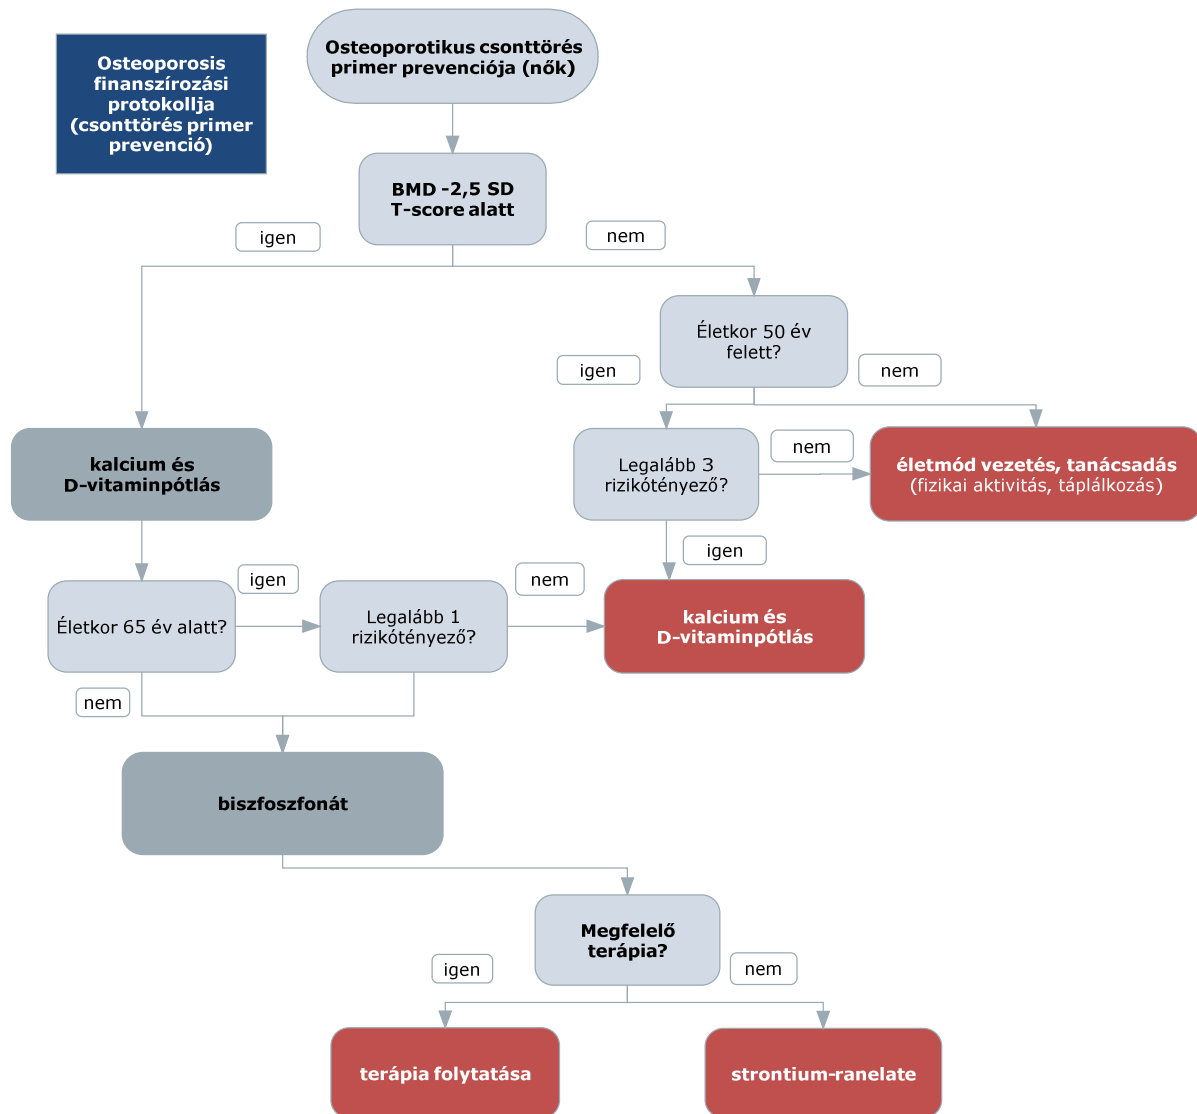 Osteoporosis
finanszírozási
protokollja
(csonttörés primer
prevenció)
Osteoporotikus csonttörés
primer prevenciója (nők)
BMD -2,5 SD
T-score alatt
igen
nem
Életkor 50 év
felett?
igen
nem
kalcium és
D-vitaminpótlás
Legalább 3
rizikótényező?
nem
életmód vezetés, tanácsadás
(fizikai aktivitás, táplálkozás)
igen
Életkor 65 év alatt?
igen
Legalább 1
rizikótényező?
nem
kalcium és
D-vitaminpótlás
nem
biszfoszfonát
Megfelelő
terápia?
igen
nem
terápia folytatása
strontium-ranelate